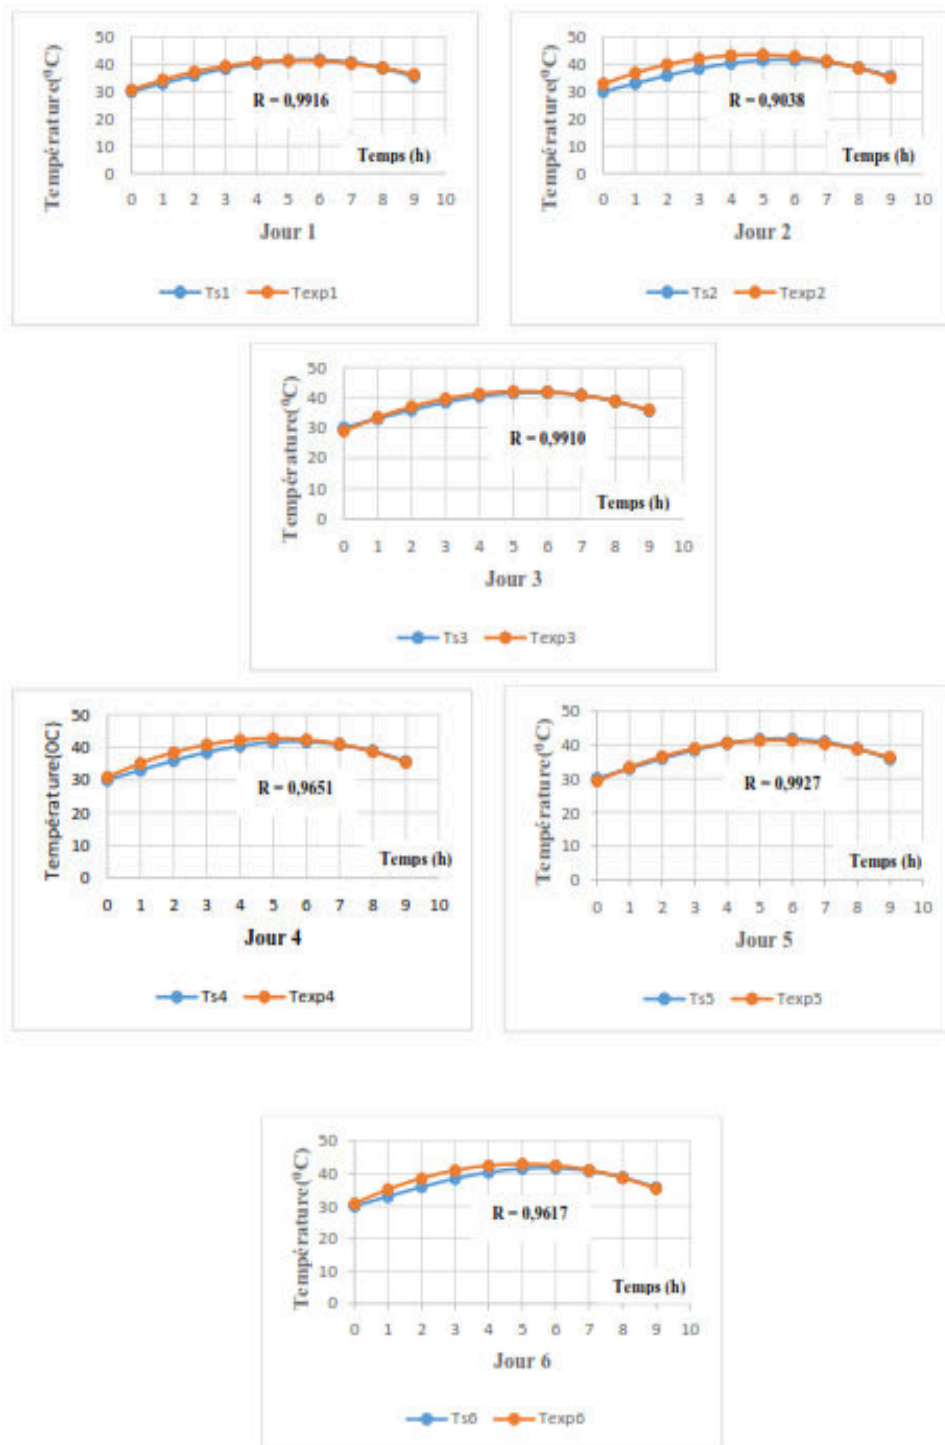 Température(⁰C)
50
40
30
20
10
0
R = 0,9916
Temps (h)
0 1 2 3 4 5 6 7 8 9 10
Jour 1
Ts1 Texp1
Température(⁰C)
50
40
30
20
10
0
R = 0,9038
Temps (h)
0 1 2 3 4 5 6 7 8 9 10
Jour 2
Ts2 Texp2
Température(⁰C)
50
40
30
20
10
0
R = 0,9910
Temps (h)
0 1 2 3 4 5 6 7 8 9 10
Jour 3
Ts3 Texp3
Température(0C)
50
40
30
20
10
0
R = 0,9651
Temps (h)
0 1 2 3 4 5 6 7 8 9 10
Jour 4
Ts4 Texp4
Température(⁰C)
50
40
30
20
10
0
R = 0,9927
Temps (h)
0 1 2 3 4 5 6 7 8 9 10
Jour 5
Ts5 Texp5
Température(⁰C)
50
40
30
20
10
0
R = 0,9617
Temps (h)
0 1 2 3 4 5 6 7 8 9 10
Jour 6
Ts6 Texp6